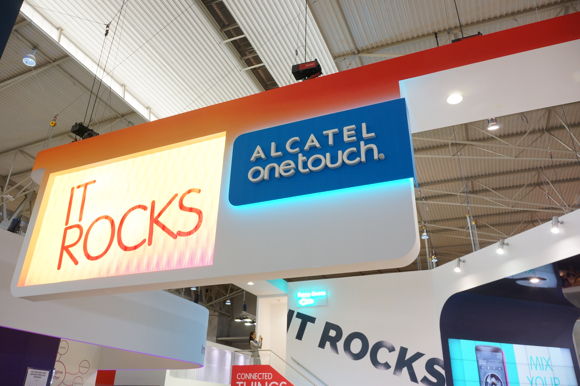 IT
ROCKS
ALCATEL
onetouch.
IT ROCKS
CONNECTED
THINGS
MIX
YOUR